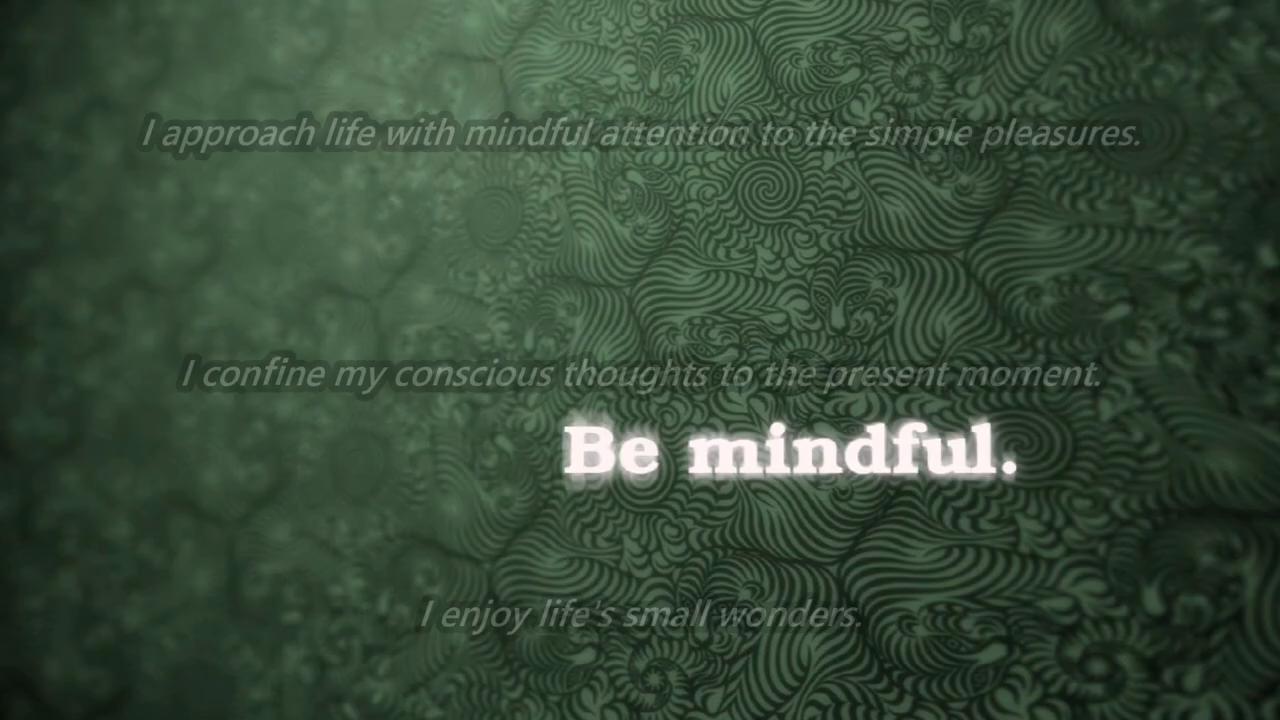 I approach life with mindful attention to the simple pleasures.
I confine my conscious thoughts to the present moment.
Be mindful.
I enjoy life's small wonders.